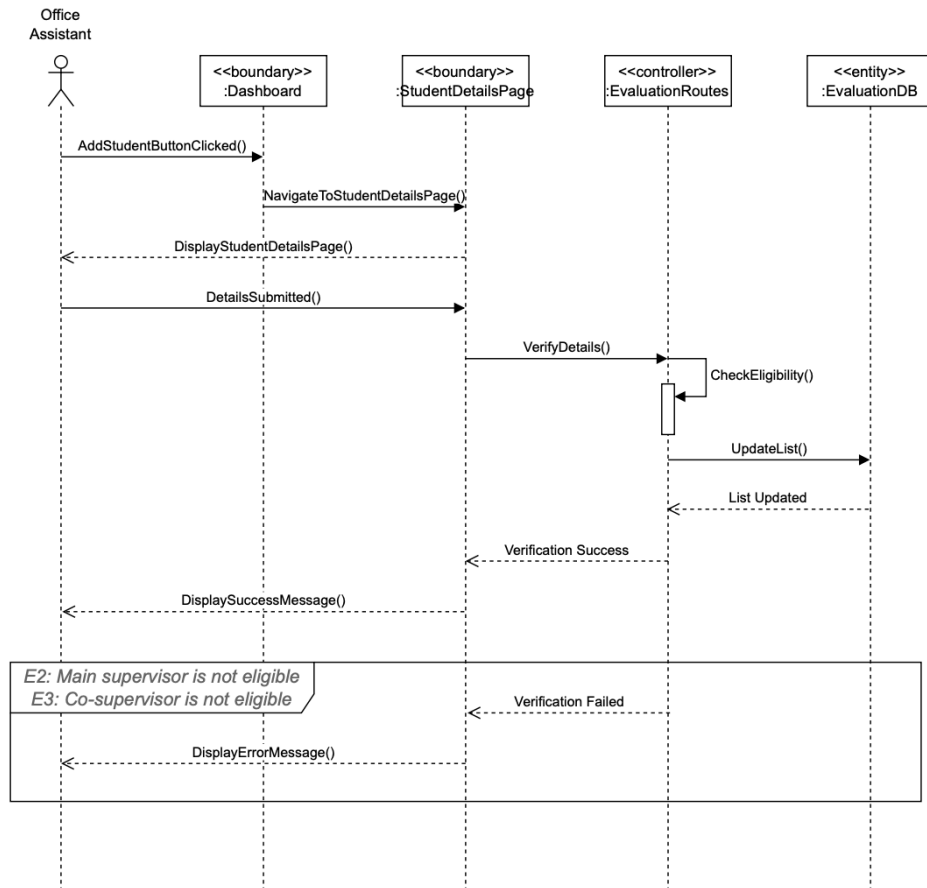 Office
Assistant
<<boundary>>
:Dashboard
<<boundary>>
:StudentDetailsPage
<<controller>>
:EvaluationRoutes
<<entity>>
:EvaluationDB
AddStudentButtonClicked()
NavigateToStudentDetailsPage()
DisplayStudentDetailsPage()
DetailsSubmitted()
VerifyDetails()
CheckEligibility()
UpdateList()
List Updated
Verification Success
DisplaySuccessMessage()
E2: Main supervisor is not eligible
E3: Co-supervisor is not eligible
Verification Failed
DisplayErrorMessage()